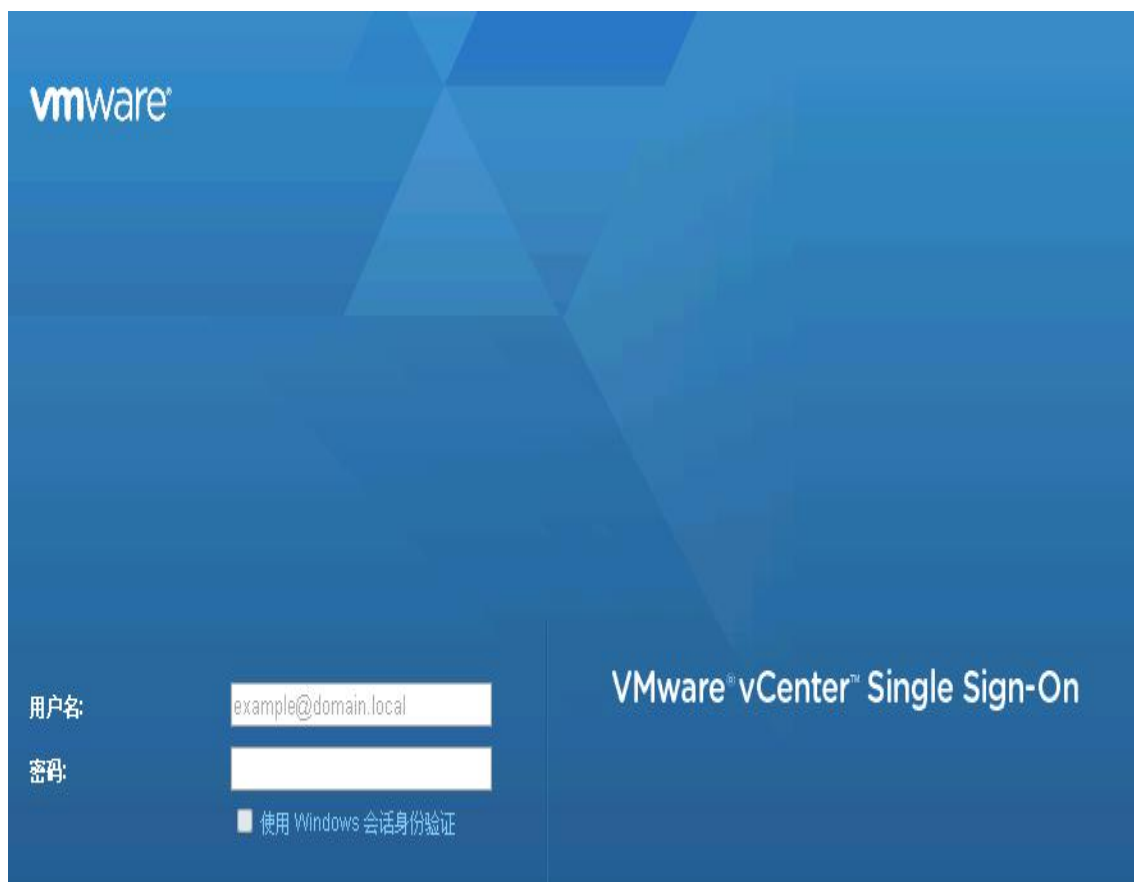 vmware®
用户名:
example@domain.local
VMware® vCenter™ Single Sign-On
密码:
使用 Windows 会话身份验证